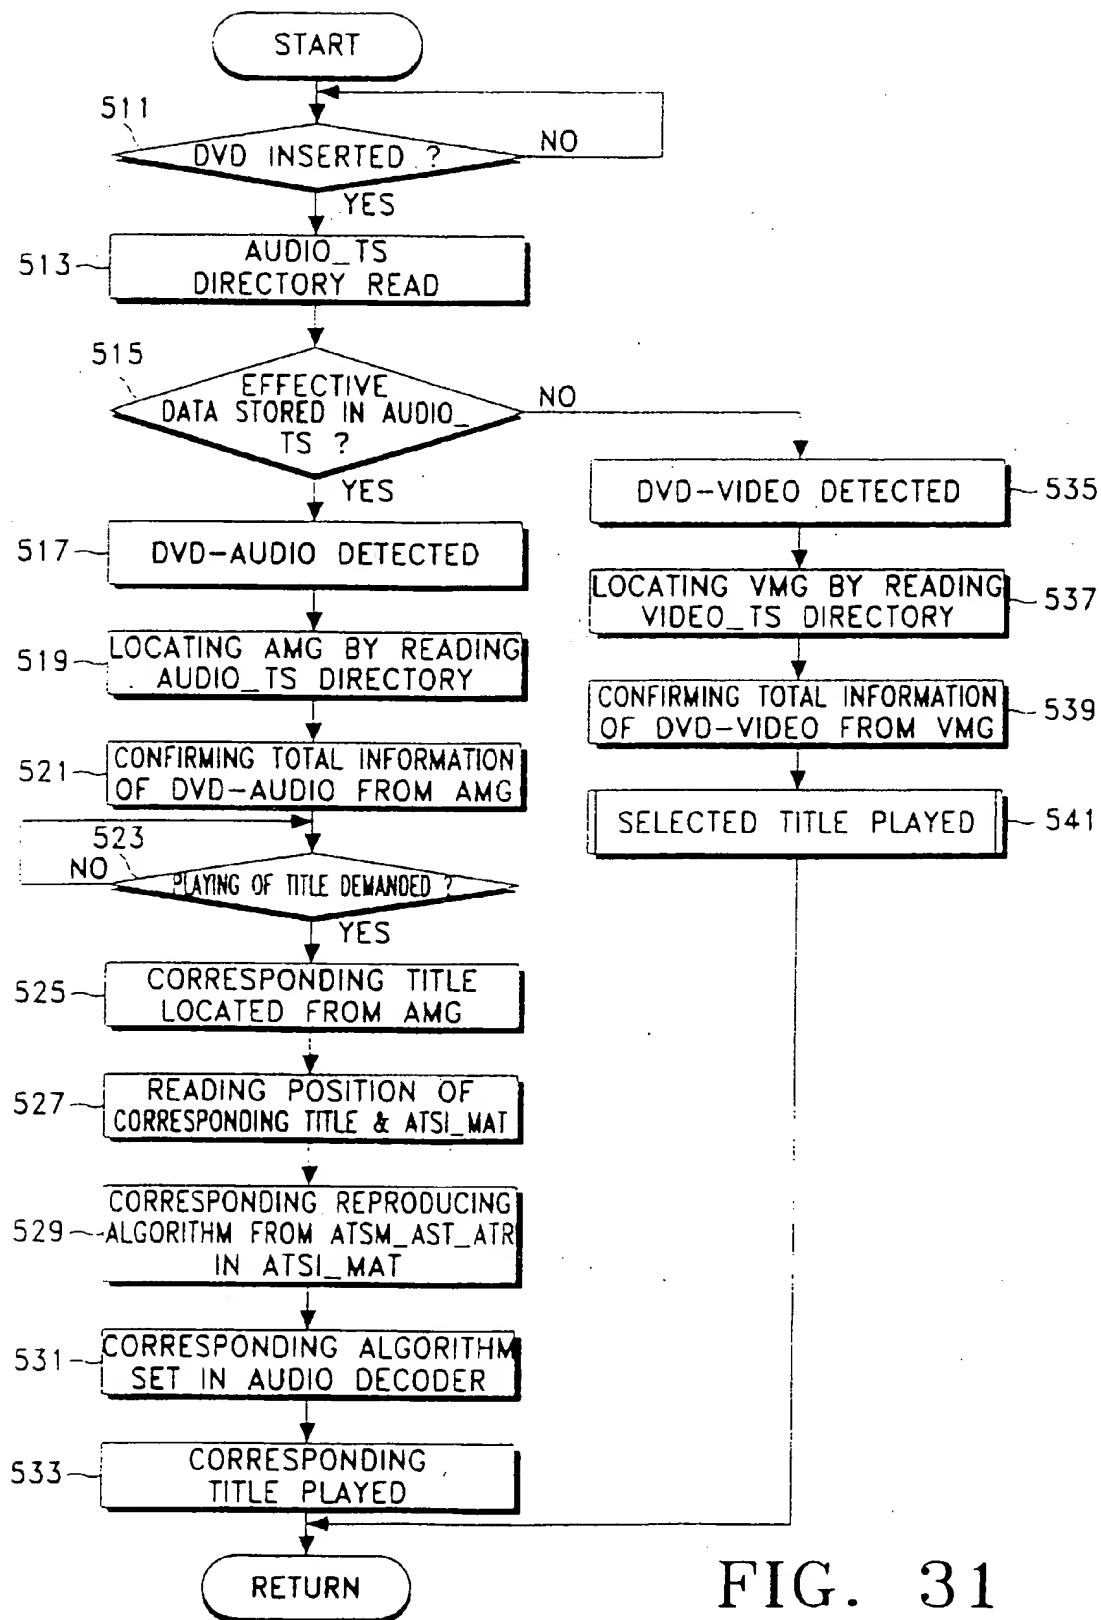 START
511
DVD INSERTED ?
NO
YES
513
AUDIO_TS
DIRECTORY READ
515
EFFECTIVE
DATA STORED IN AUDIO_
TS ?
NO
YES
517
DVD-AUDIO DETECTED
519
LOCATING AMG BY READING
AUDIO_TS DIRECTORY
521
CONFIRMING TOTAL INFORMATION
OF DVD-AUDIO FROM AMG
523
NO
PLAYING OF TITLE DEMANDED ?
YES
525
CORRESPONDING TITLE
LOCATED FROM AMG
527
READING POSITION OF
CORRESPONDING TITLE & ATSI_MAT
529
CORRESPONDING REPRODUCING
ALGORITHM FROM ATSM_AST_ATR
IN ATSI_MAT
531
CORRESPONDING ALGORITHM
SET IN AUDIO DECODER
533
CORRESPONDING
TITLE PLAYED
RETURN
DVD-VIDEO DETECTED
535
LOCATING VMG BY READING
VIDEO_TS DIRECTORY
537
CONFIRMING TOTAL INFORMATION
OF DVD-VIDEO FROM VMG
539
SELECTED TITLE PLAYED
541
FIG. 31